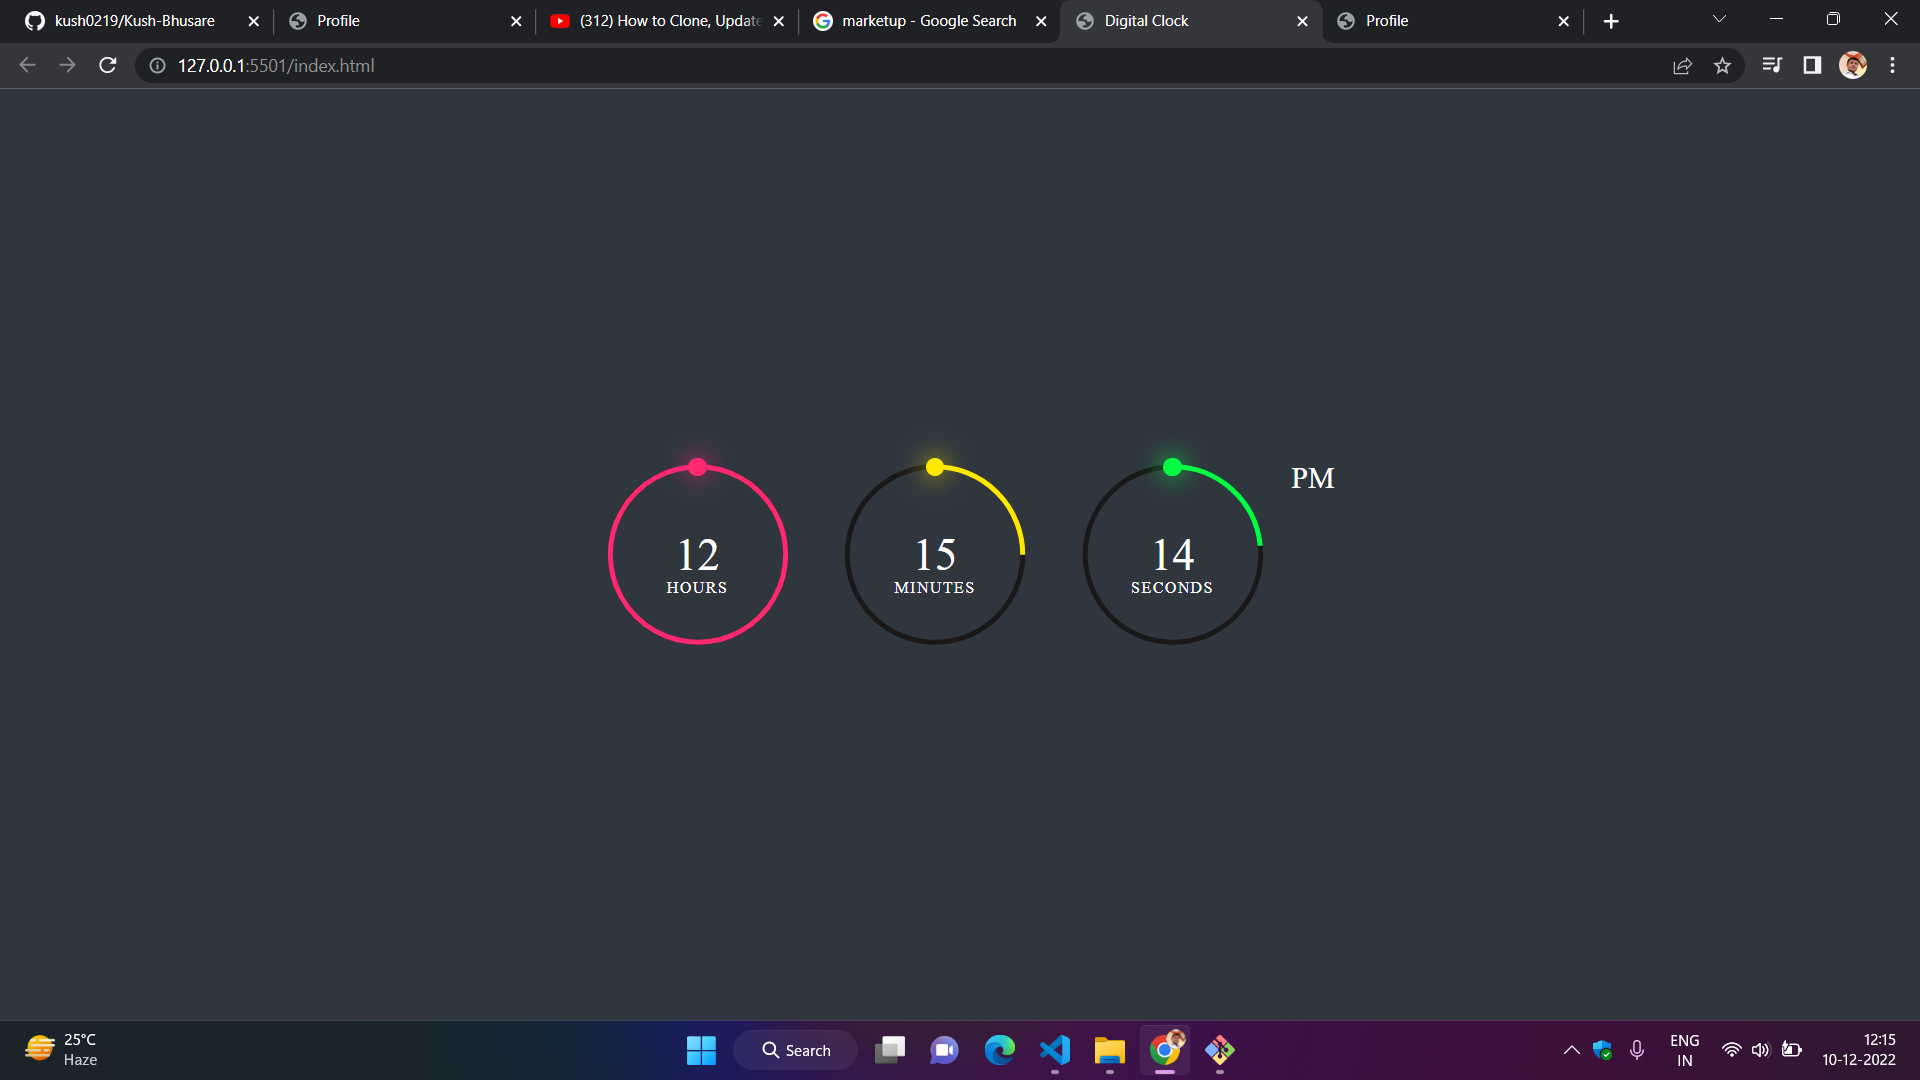 kush0219/Kush-Bhusare
Profile
(312) How to Clone, Update
marketup - Google Search
Digital Clock
Profile
127.0.0.1:5501/index.html
PM
12
HOURS
15
MINUTES
14
SECONDS
25°C
Haze
Search
ENG
IN
12:15
10-12-2022